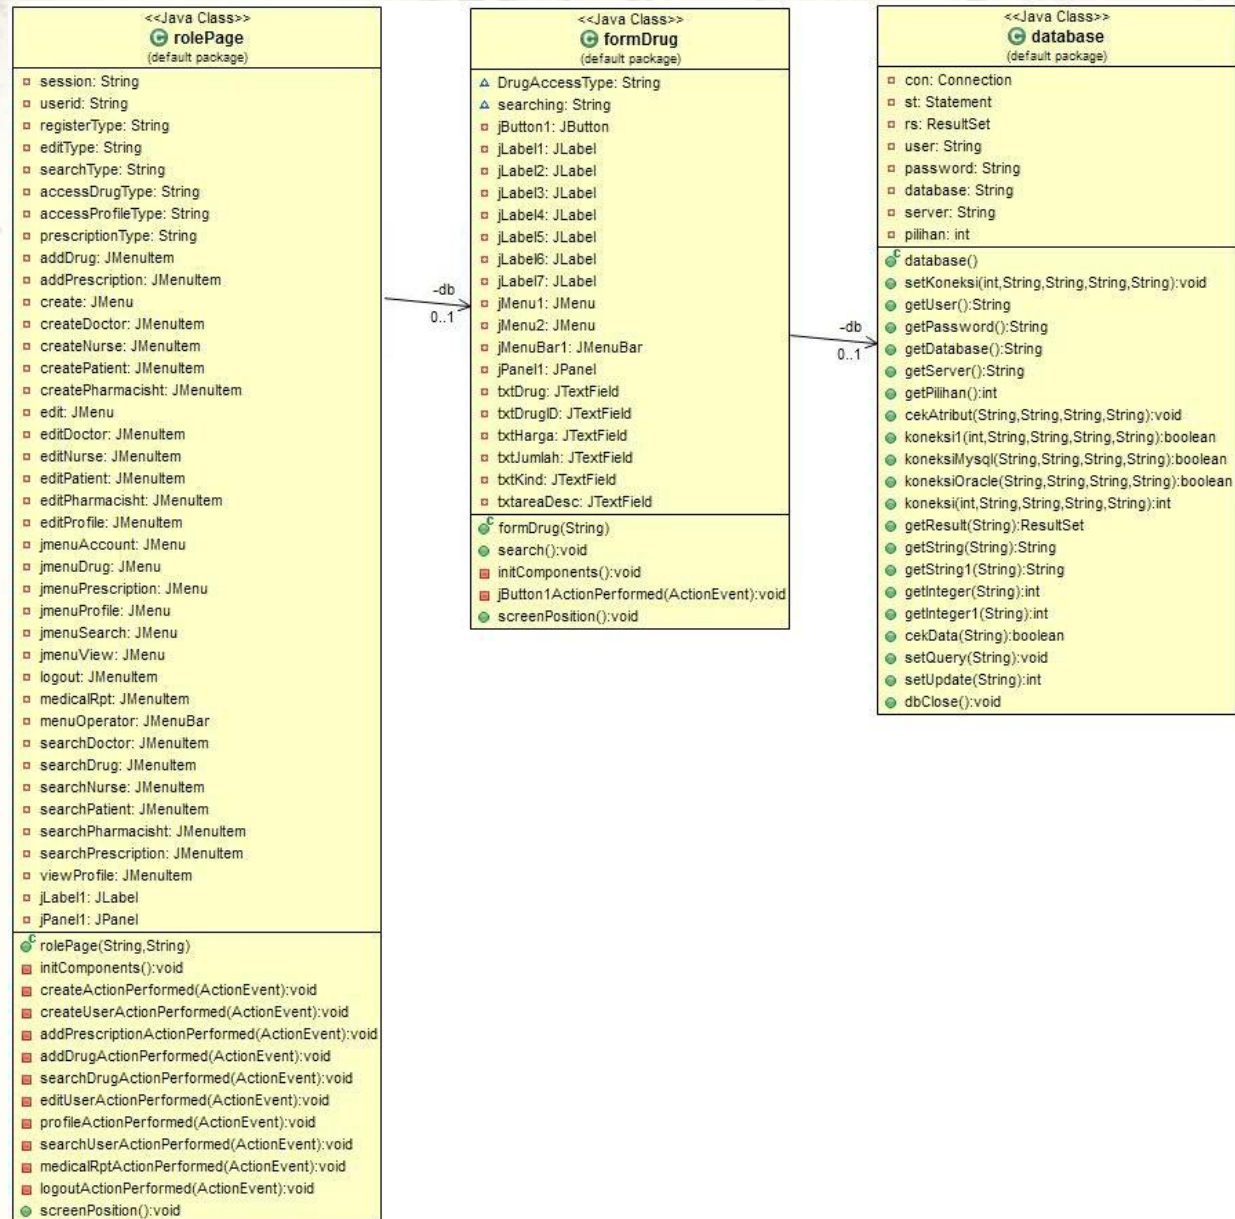 <<Java Class>>
rolePage
(default package)
session: String
userid: String
registerType: String
editType: String
searchType: String
accessDrugType: String
accessProfileType: String
prescriptionType: String
addDrug: JMenuItem
addPrescription: JMenuItem
create: JMenu
createDoctor: JMenuItem
createNurse: JMenuItem
createPatient: JMenuItem
createPharmacisht: JMenuItem
edit: JMenu
editDoctor: JMenuItem
editNurse: JMenuItem
editPatient: JMenuItem
editPharmacisht: JMenuItem
editProfile: JMenuItem
jmenuAccount: JMenu
jmenuDrug: JMenu
jmenuPrescription: JMenu
jmenuProfile: JMenu
jmenuSearch: JMenu
jmenuView: JMenu
logout: JMenuItem
medicalRpt: JMenuItem
menuOperator: JMenuBar
searchDoctor: JMenuItem
searchDrug: JMenuItem
searchNurse: JMenuItem
searchPatient: JMenuItem
searchPharmacisht: JMenuItem
searchPrescription: JMenuItem
viewProfile: JMenuItem
jLabel1: JLabel
jPanel1: JPanel
rolePage(String,String)
initComponents():void
createActionPerformed(ActionEvent):void
createUserActionPerformed(ActionEvent):void
addPrescriptionActionPerformed(ActionEvent):void
addDrugActionPerformed(ActionEvent):void
searchDrugActionPerformed(ActionEvent):void
editUserActionPerformed(ActionEvent):void
profileActionPerformed(ActionEvent):void
searchUserActionPerformed(ActionEvent):void
medicalRptActionPerformed(ActionEvent):void
logoutActionPerformed(ActionEvent):void
screenPosition():void
-db
0..1
<<Java Class>>
formDrug
(default package)
DrugAccessType: String
searching: String
jButton1: JButton
jLabel1: JLabel
jLabel2: JLabel
jLabel3: JLabel
jLabel4: JLabel
jLabel5: JLabel
jLabel6: JLabel
jLabel7: JLabel
jMenu1: JMenu
jMenu2: JMenu
jMenuBar1: JMenuBar
jPanel1: JPanel
txtDrug: JTextField
txtDrugID: JTextField
txtHarga: JTextField
txtJumlah: JTextField
txtKind: JTextField
txtareaDesc: JTextField
formDrug(String)
search():void
initComponents():void
jButton1ActionPerformed(ActionEvent):void
screenPosition():void
-db
0..1
<<Java Class>>
database
(default package)
con: Connection
st: Statement
rs: ResultSet
user: String
password: String
database: String
server: String
pilihan: int
database()
setKoneksi(int,String,String,String,String):void
getUser():String
getPassword():String
getDatabase():String
getServer():String
getPilihan():int
cekAtribut(String,String,String,String):void
koneksi1(int,String,String,String,String):boolean
koneksiMysql(String,String,String,String):boolean
koneksiOracle(String,String,String,String):boolean
koneksi(int,String,String,String,String):int
getResult(String):ResultSet
getString(String):String
getString1(String):String
getInteger(String):int
getInteger1(String):int
cekData(String):boolean
setQuery(String):void
setUpdate(String):int
dbClose():void